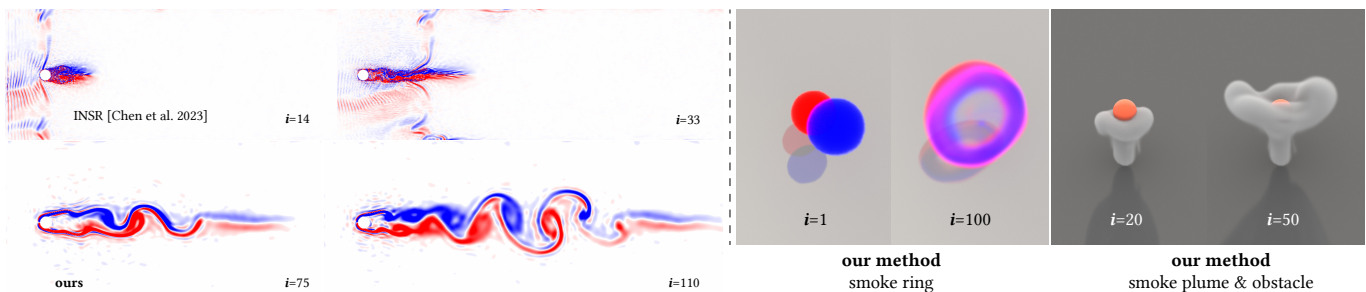 INSR [Chen et al. 2023]
i=14
i=33
ours
i=75
i=110
i=1
i=100
our method
smoke ring
i=20
i=50
our method
smoke plume & obstacle